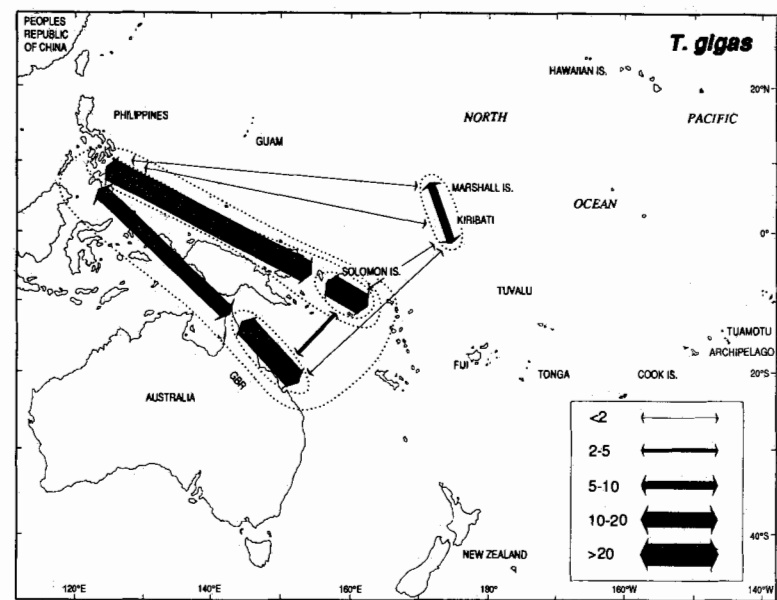 PEOPLES
REPUBLIC
OF CHINA
T. gigas
HAWAIIAN IS.
20°N
PHILIPPINES
NORTH
PACIFIC
GUAM
MARSHALL IS.
OCEAN
KIRIBATI
0°
SOLOMON IS.
TUVALU
TUAMOTU
ARCHIPELAGO
FIJI
TONGA
COOK IS.
20°S
GBR
AUSTRALIA
<2
2-5
5-10
10-20
>20
40°S
NEW ZEALAND
120°E
140°E
160°E
180°
160°W
140°W